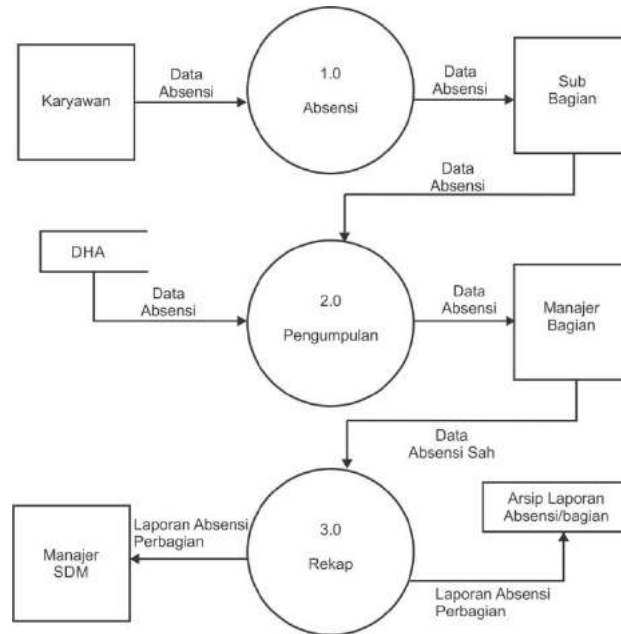 Karyawan
Data
Absensi
1.0
Absensi
Data
Absensi
Sub
Bagian
Data
Absensi
DHA
Data
Absensi
2.0
Pengumpulan
Data
Absensi
Manajer
Bagian
Data
Absensi Sah
Manajer
SDM
Laporan Absensi
Perbagian
3.0
Rekap
Arsip Laporan
Absensi/bagian
Laporan Absensi
Perbagian